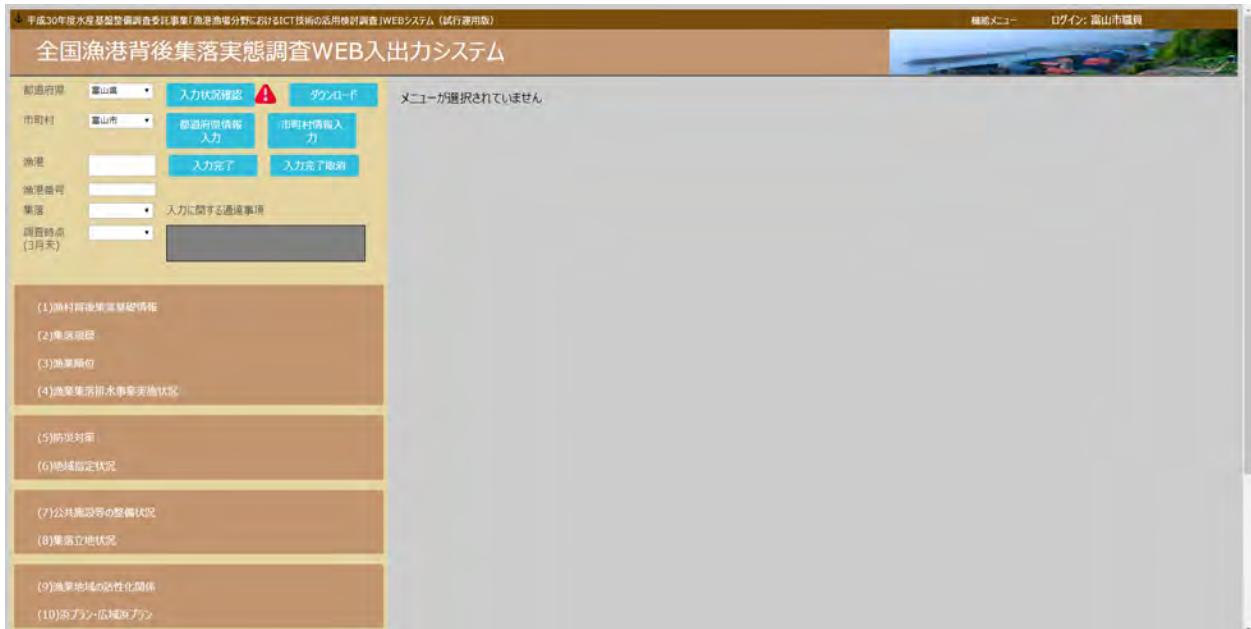 平成30年度水産基盤整備調査委託事業「漁港漁場分野におけるICT技術の活用検討調査」WEBシステム（試行運用版）
機能メニュー
ログイン: 富山市職員
全国漁港背後集落実態調査WEB入出力システム
都道府県
富山県
入力状況確認
ダウンロード
メニューが選択されていません
市町村
富山市
都道府県情報
入力
市町村情報入
力
漁港
入力完了
入力完了取消
漁港番号
集落
入力に関する通達事項
調査時点
(3月末)
(1)漁村背後集落基礎情報
(2)集落履歴
(3)漁業
(4)漁業集落排水事業実施状況
(5)防災対策
(6)地域指定状況
(7)公共施設等の整備状況
(8)集落立地状況
(9)漁業地域の活性化関係
(10)浜プラン・広域浜プラン